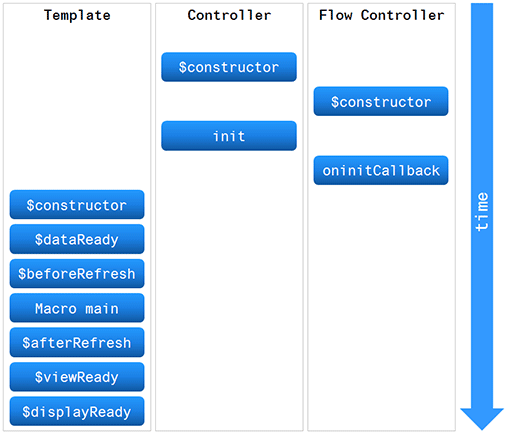 Template
Controller
Flow Controller
$constructor
$constructor
init
oninitCallback
$constructor
$dataReady
$beforeRefresh
Macro main
$afterRefresh
$viewReady
$displayReady
time